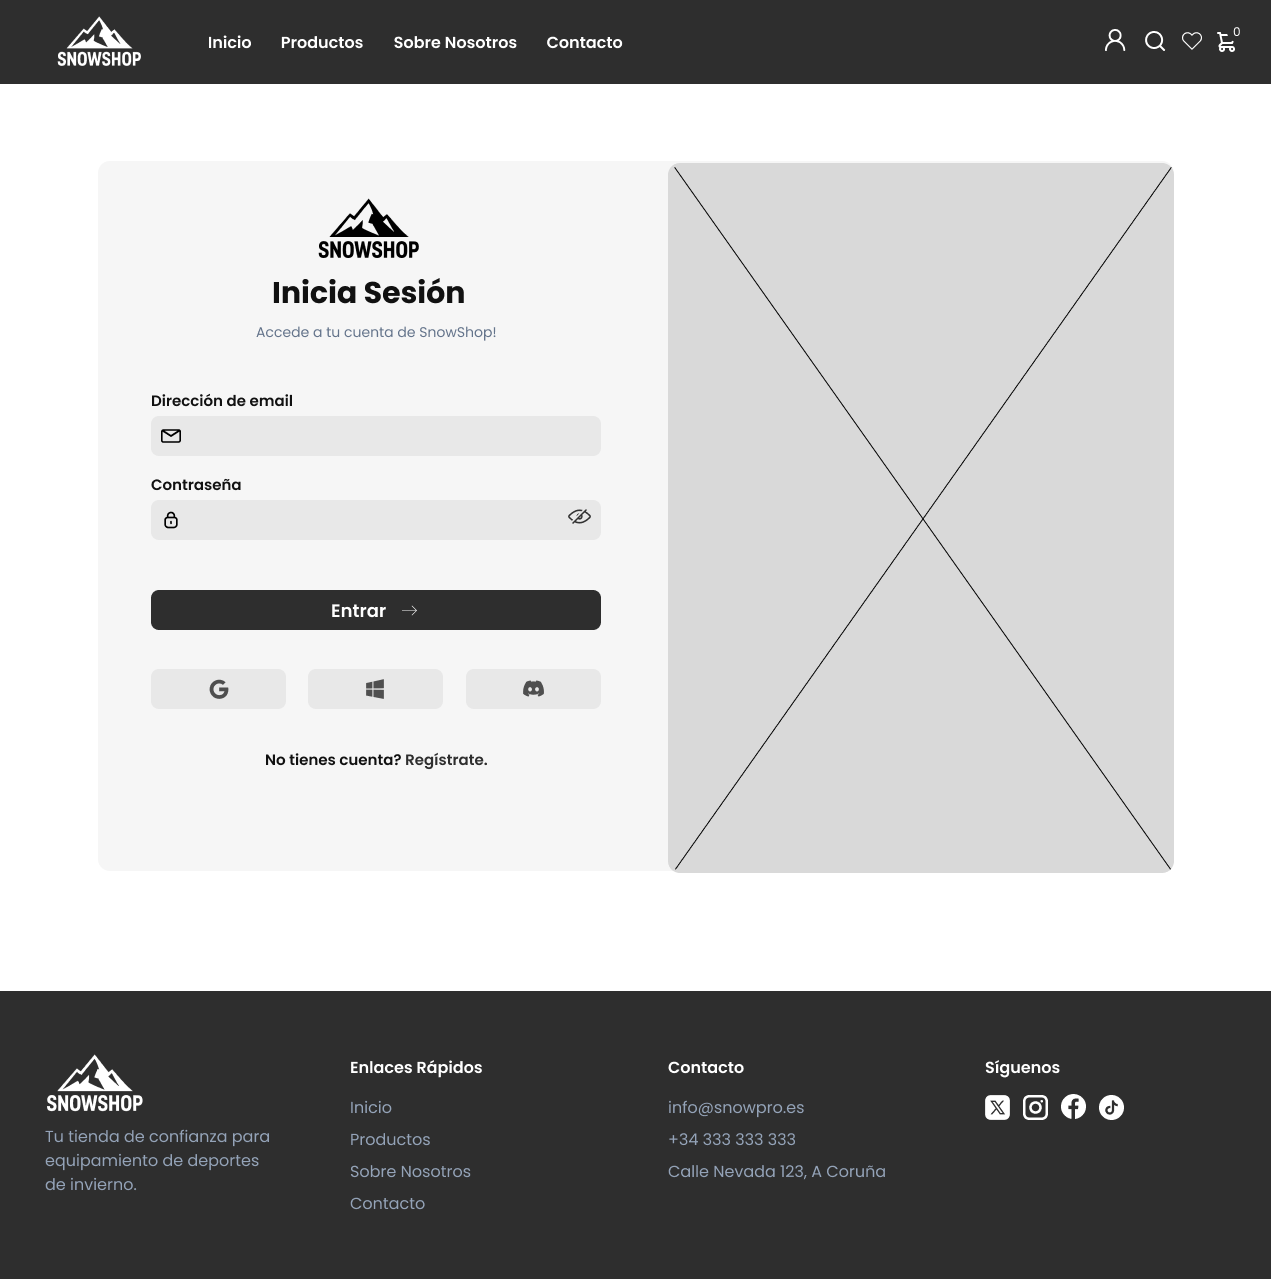 SNOWSHOP
Inicio
Productos
Sobre Nosotros
Contacto
0
SNOWSHOP
Inicia Sesión
Accede a tu cuenta de SnowShop!
Dirección de email
Contraseña
Entrar
No tienes cuenta? Regístrate.
SNOWSHOP
Tu tienda de confianza para
equipamiento de deportes
de invierno.
Enlaces Rápidos
Inicio
Productos
Sobre Nosotros
Contacto
Contacto
info@snowpro.es
+34 333 333 333
Calle Nevada 123, A Coruña
Síguenos